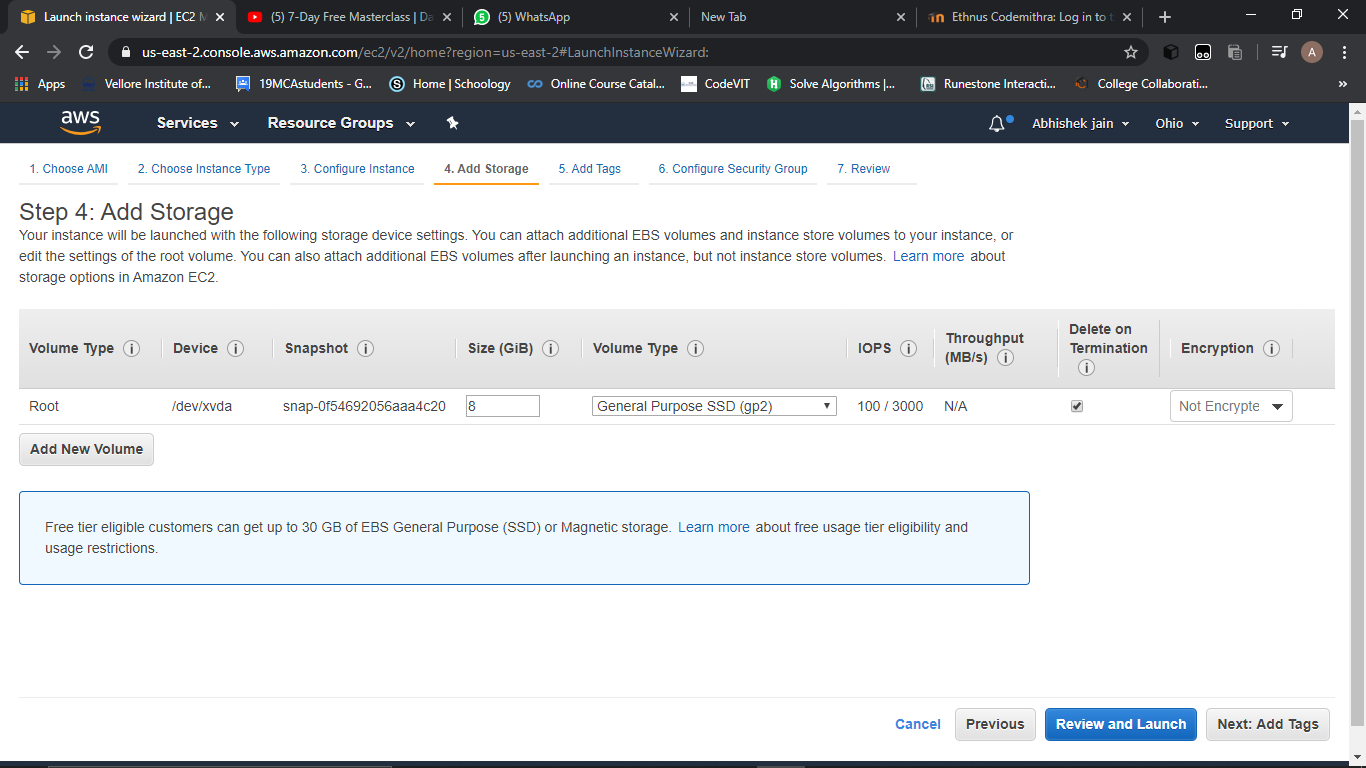 Launch instance wizard | EC2 M
(5) 7-Day Free Masterclass | Da
(5) WhatsApp
New Tab
Ethnus Codemithra: Log in to t
us-east-2.console.aws.amazon.com/ec2/v2/home?region=us-east-2#LaunchInstanceWizard:
A
Apps
Vellore Institute of...
19MCAstudents - G...
Home | Schoology
Online Course Catal...
CodeVIT
Solve Algorithms |...
Runestone Interacti...
College Collaborati...
»
aws
Services
Resource Groups
Abhishek jain
Ohio
Support
1. Choose AMI
2. Choose Instance Type
3. Configure Instance
4. Add Storage
5. Add Tags
6. Configure Security Group
7. Review
Step 4: Add Storage
Your instance will be launched with the following storage device settings. You can attach additional EBS volumes and instance store volumes to your instance, or
edit the settings of the root volume. You can also attach additional EBS volumes after launching an instance, but not instance store volumes. Learn more about
storage options in Amazon EC2.
Volume Type i
Device i
Snapshot i
Size (GiB) i
Volume Type i
IOPS i
Throughput
(MB/s) i
Delete on
Termination
i
Encryption i
Root
/dev/xvda
snap-0f54692056aaa4c20
8
General Purpose SSD (gp2)
100 / 3000
N/A
Not Encrypte
Add New Volume
Free tier eligible customers can get up to 30 GB of EBS General Purpose (SSD) or Magnetic storage. Learn more about free usage tier eligibility and
usage restrictions.
Cancel
Previous
Review and Launch
Next: Add Tags